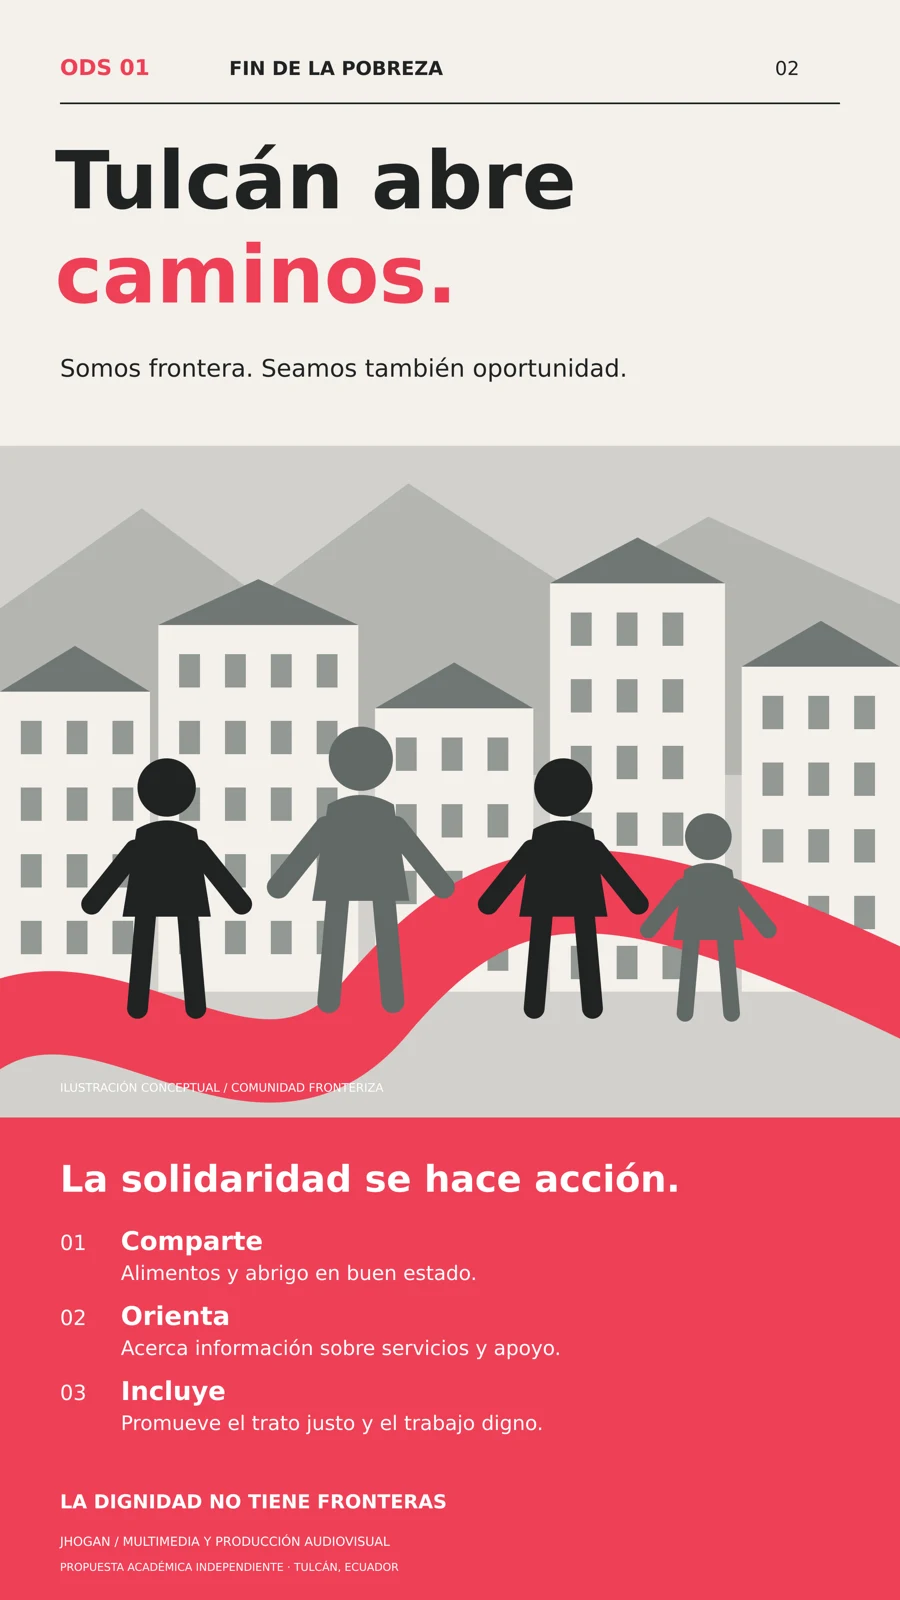 ODS 01 FIN DE LA POBREZA 02
Tulcán abre
caminos.
Somos frontera. Seamos también oportunidad.
ILUSTRACIÓN CONCEPTUAL / COMUNIDAD FRONTERIZA
La solidaridad se hace acción.
01 Comparte
Alimentos y abrigo en buen estado.
02 Orienta
Acerca información sobre servicios y apoyo.
03 Incluye
Promueve el trato justo y el trabajo digno.
LA DIGNIDAD NO TIENE FRONTERAS
JHOGAN / MULTIMEDIA Y PRODUCCIÓN AUDIOVISUAL
PROPUESTA ACADÉMICA INDEPENDIENTE · TULCÁN, ECUADOR